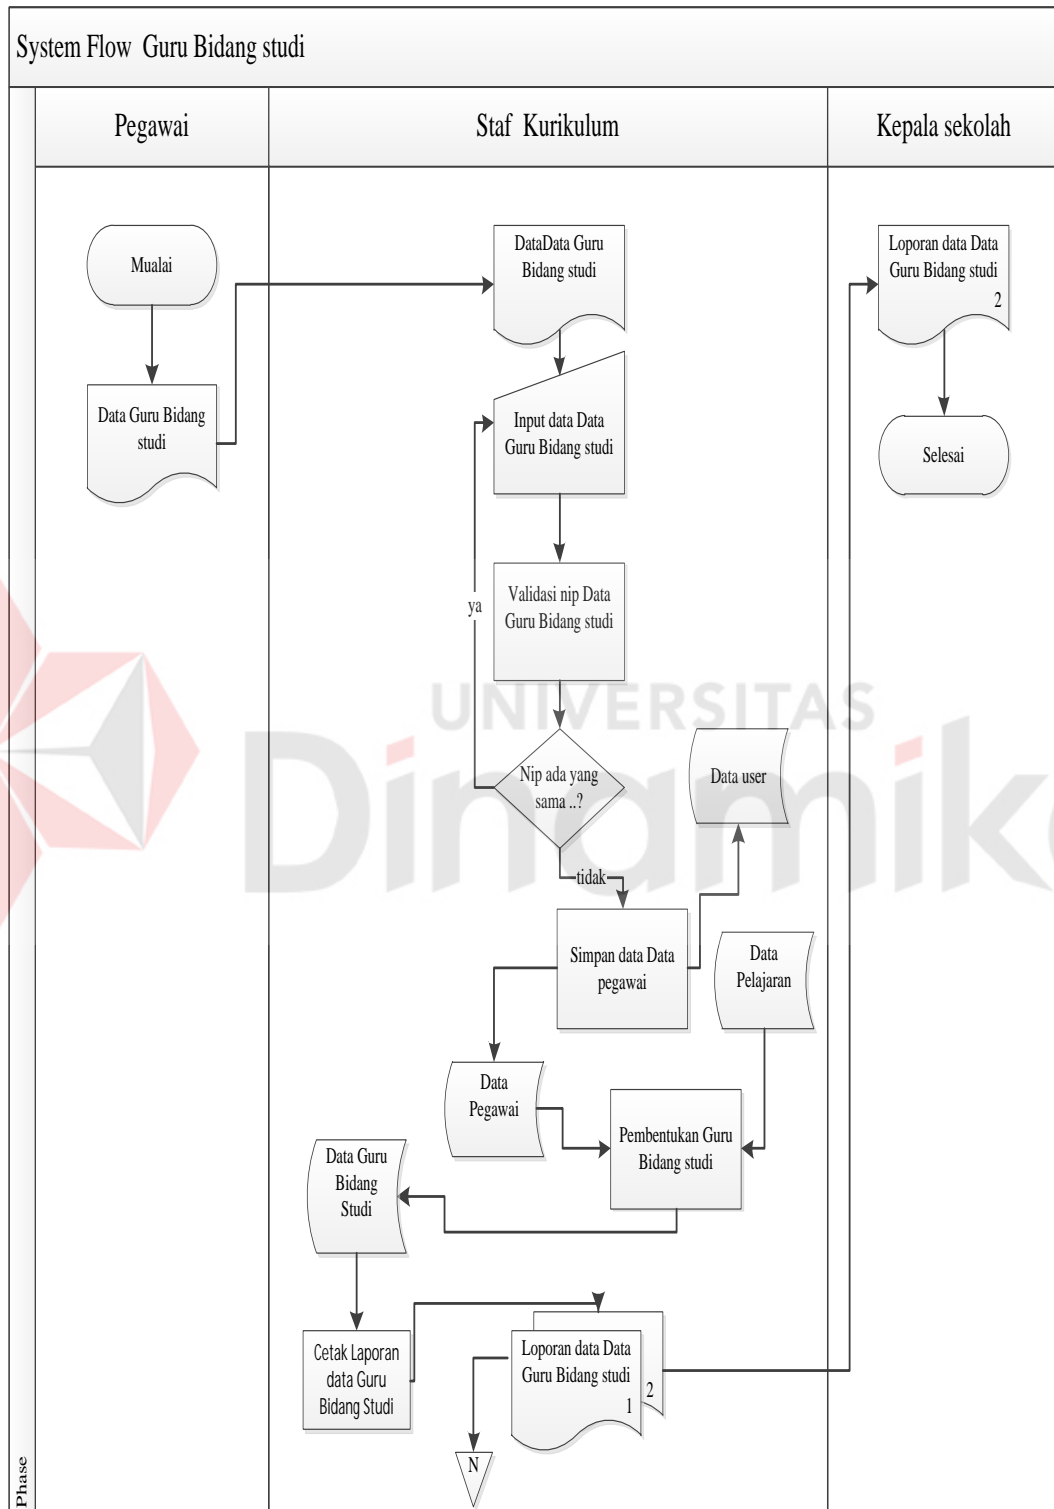 System Flow  Guru Bidang studi
Pegawai
Staf  Kurikulum
Kepala sekolah
Mualai
Data Guru Bidang
studi
DataData Guru
Bidang studi
Input data Data
Guru Bidang studi
Validasi nip Data
Guru Bidang studi
ya
Nip ada yang
sama ..?
tidak
Data user
Simpan data Data
pegawai
Data
Pelajaran
Data
Pegawai
Pembentukan Guru
Bidang studi
Data Guru
Bidang
Studi
Cetak Laporan
data Guru
Bidang Studi
Loporan data Data
Guru Bidang studi
1
2
N
Loporan data Data
Guru Bidang studi
2
Selesai
Phase
UNIVERSITAS
Dinamika